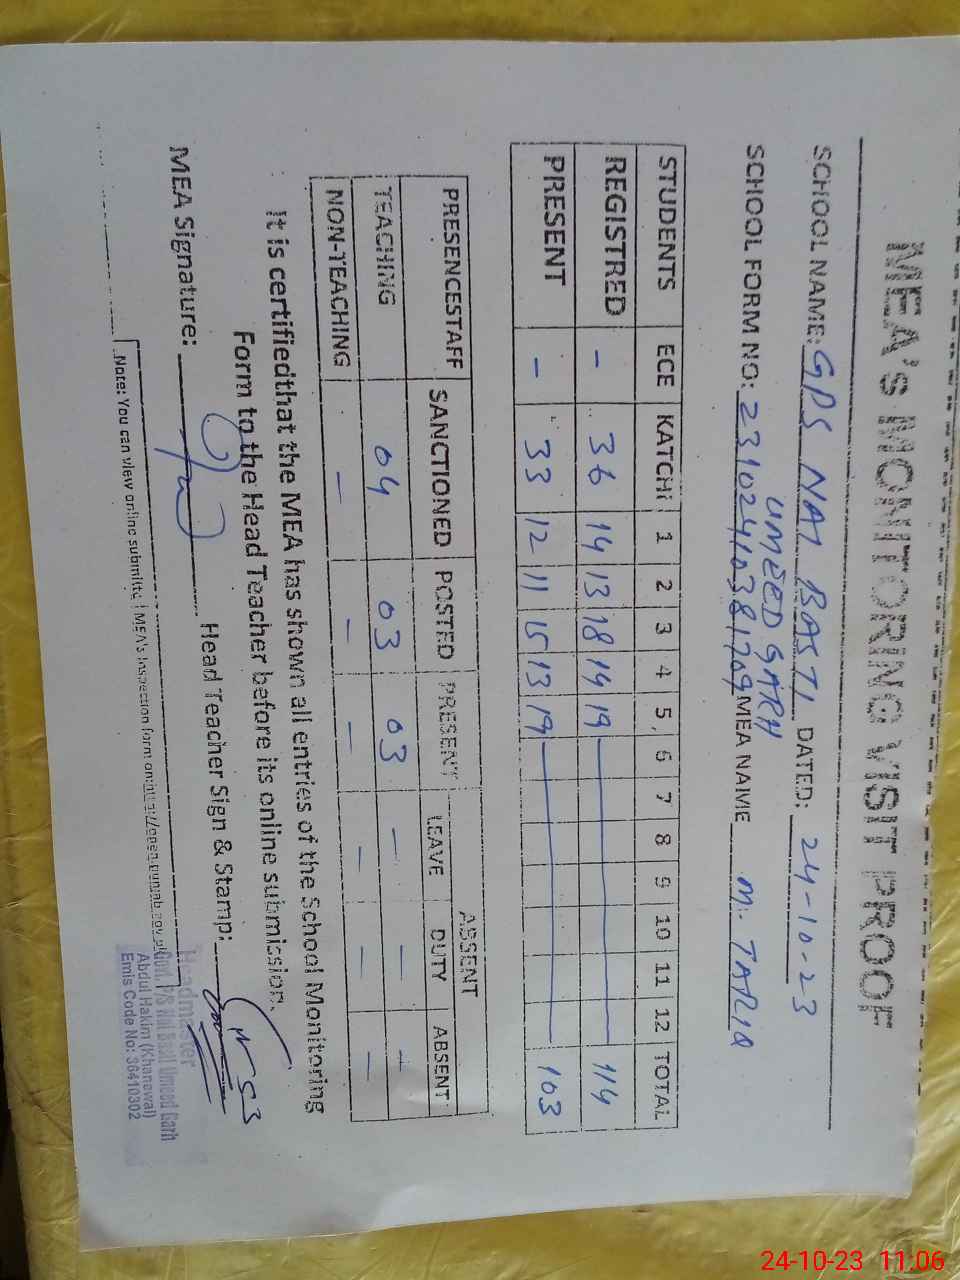 MEA's MONITORING VISIT PROOF
SCHOOL NAME: GPS NAI BASTI DATED: 24-10-23
UMEED GARH
SCHOOL FORM NO: 23102410381709 MEA NAME M. TARIQ
STUDENTS ECE KATCHI 1 2 3 4 5 6 7 8 9 10 11 12 TOTAL
REGISTRED - 36 14 13 18 14 19 114
PRESENT - 33 12 11 15 13 19 103
ABSENT
PRESENCESTAFF SANCTIONED POSTED PRESENT LEAVE DUTY ABSENT
TEACHING 04 03 03 - - -
NON-TEACHING - - - - - -
It is certifiedthat the MEA has shown all entries of the School Monitoring
Form to the Head Teacher before its online submission.
MEA Signature: Head Teacher Sign & Stamp:
Headmaster
Govt. P/S Nai Basti Umeed Garh
Abdul Hakim (Khanewal)
Emis Code No: 36410302
Note: You can view online submitted MEA's Inspection form on:
24-10-23 11:06